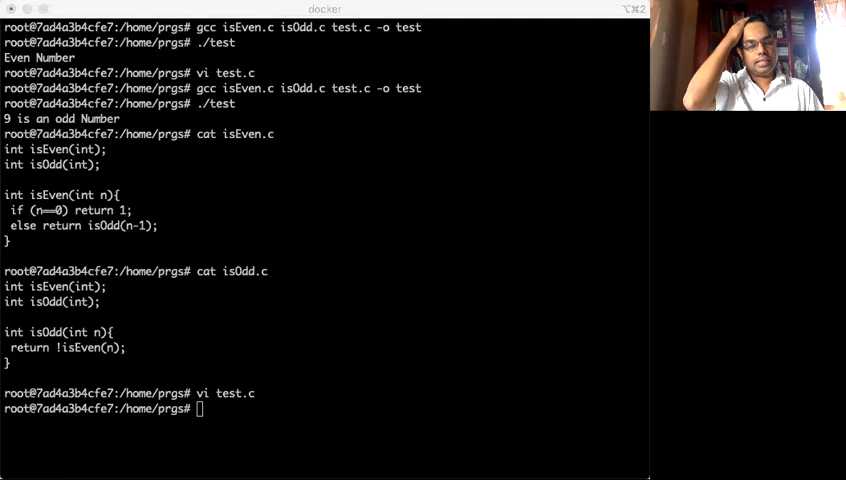 docker
⌥⌘2
root@7ad4a3b4cfe7:/home/prgs# gcc isEven.c isOdd.c test.c -o test
root@7ad4a3b4cfe7:/home/prgs# ./test
Even Number
root@7ad4a3b4cfe7:/home/prgs# vi test.c
root@7ad4a3b4cfe7:/home/prgs# gcc isEven.c isOdd.c test.c -o test
root@7ad4a3b4cfe7:/home/prgs# ./test
9 is an odd Number
root@7ad4a3b4cfe7:/home/prgs# cat isEven.c
int isEven(int);
int isOdd(int);
int isEven(int n){
if (n==0) return 1;
else return isOdd(n-1);
}
root@7ad4a3b4cfe7:/home/prgs# cat isOdd.c
int isEven(int);
int isOdd(int);
int isOdd(int n){
return !isEven(n);
}
root@7ad4a3b4cfe7:/home/prgs# vi test.c
root@7ad4a3b4cfe7:/home/prgs#